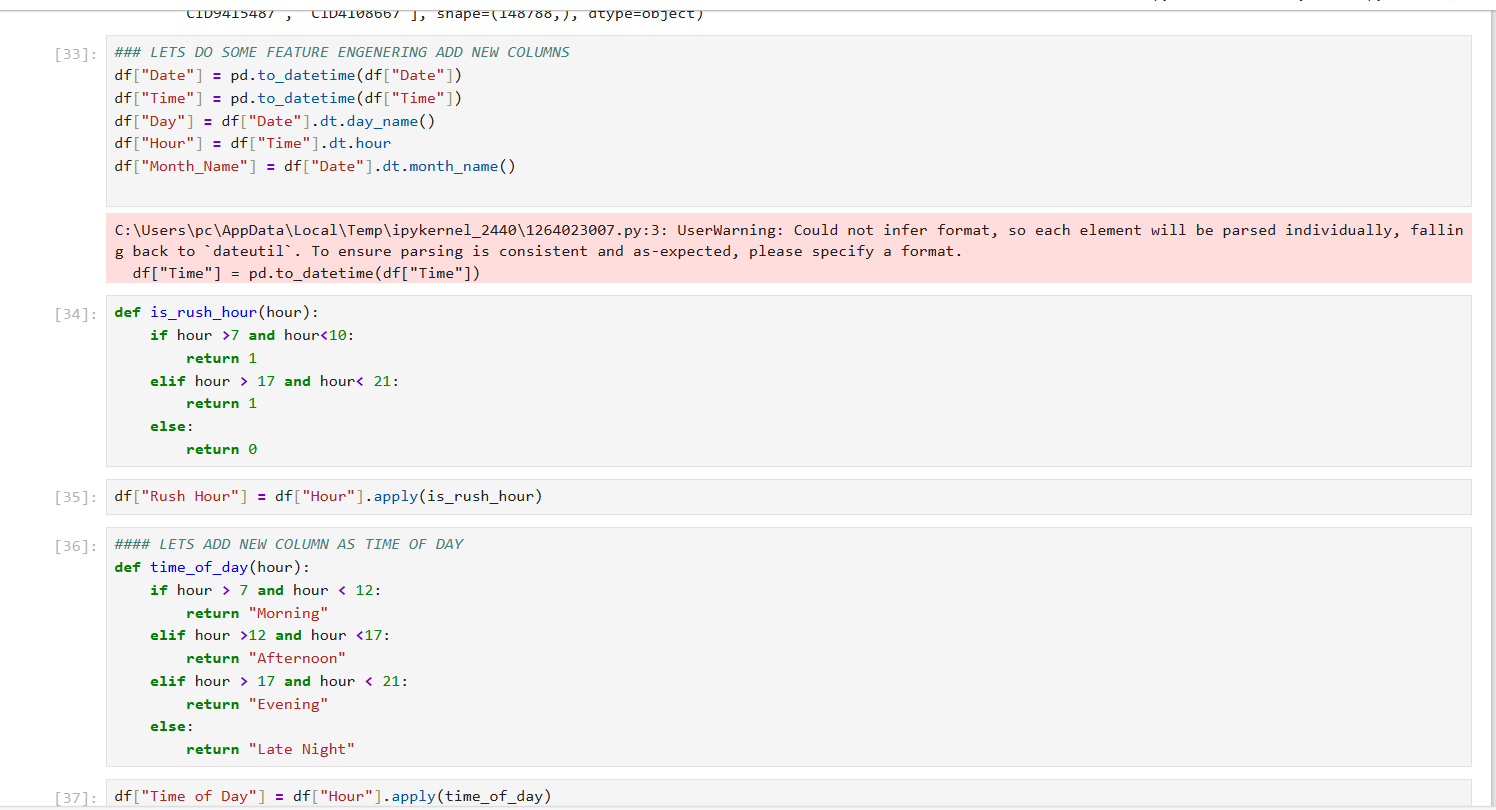 CID9415487', 'CID4108667'], shape=(148788,), dtype=object)
[33]: ### LETS DO SOME FEATURE ENGENERING ADD NEW COLUMNS
df["Date"] = pd.to_datetime(df["Date"])
df["Time"] = pd.to_datetime(df["Time"])
df["Day"] = df["Date"].dt.day_name()
df["Hour"] = df["Time"].dt.hour
df["Month_Name"] = df["Date"].dt.month_name()
C:\Users\pc\AppData\Local\Temp\ipykernel_2440\1264023007.py:3: UserWarning: Could not infer format, so each element will be parsed individually, fallin
g back to `dateutil`. To ensure parsing is consistent and as-expected, please specify a format.
  df["Time"] = pd.to_datetime(df["Time"])
[34]: def is_rush_hour(hour):
    if hour >7 and hour<10:
        return 1
    elif hour > 17 and hour< 21:
        return 1
    else:
        return 0
[35]: df["Rush Hour"] = df["Hour"].apply(is_rush_hour)
[36]: #### LETS ADD NEW COLUMN AS TIME OF DAY
def time_of_day(hour):
    if hour > 7 and hour < 12:
        return "Morning"
    elif hour >12 and hour <17:
        return "Afternoon"
    elif hour > 17 and hour < 21:
        return "Evening"
    else:
        return "Late Night"
[37]: df["Time of Day"] = df["Hour"].apply(time_of_day)